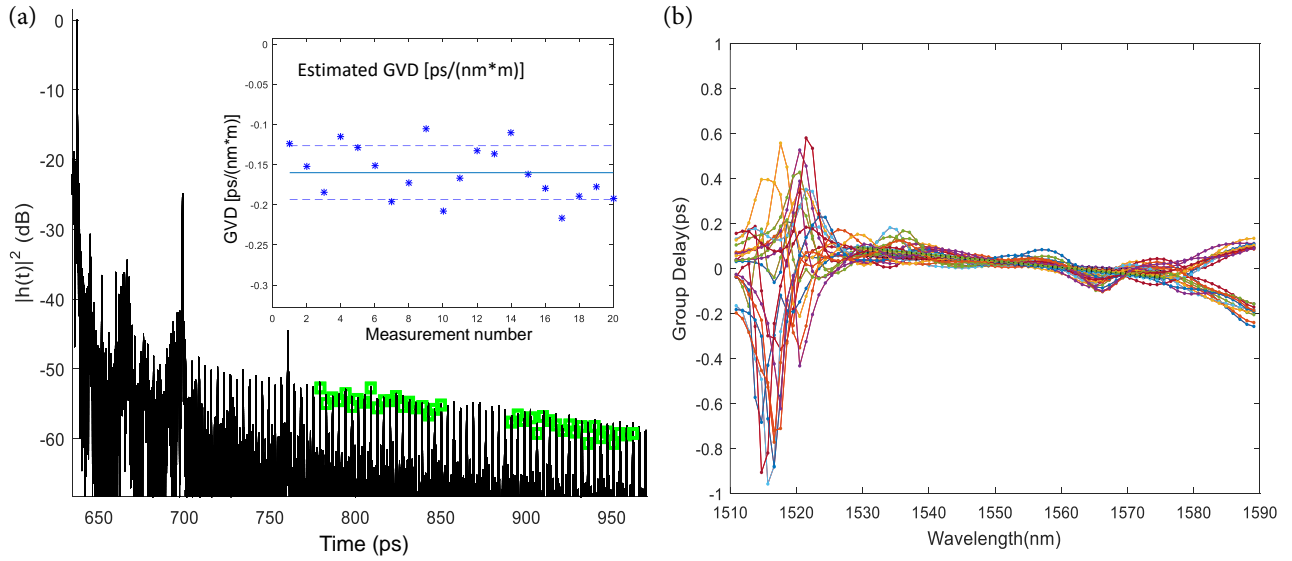 (a)
|h(t)|² (dB)
0
-10
-20
-30
-40
-50
-60
650 700 750 800 850 900 950
Time (ps)
Estimated GVD [ps/(nm*m)]
GVD [ps/(nm*m)]
0
-0.05
-0.1
-0.15
-0.2
-0.25
-0.3
0 2 4 6 8 10 12 14 16 18 20
Measurement number
(b)
Group Delay(ps)
1
0.8
0.6
0.4
0.2
0
-0.2
-0.4
-0.6
-0.8
-1
1510 1520 1530 1540 1550 1560 1570 1580 1590
Wavelength(nm)